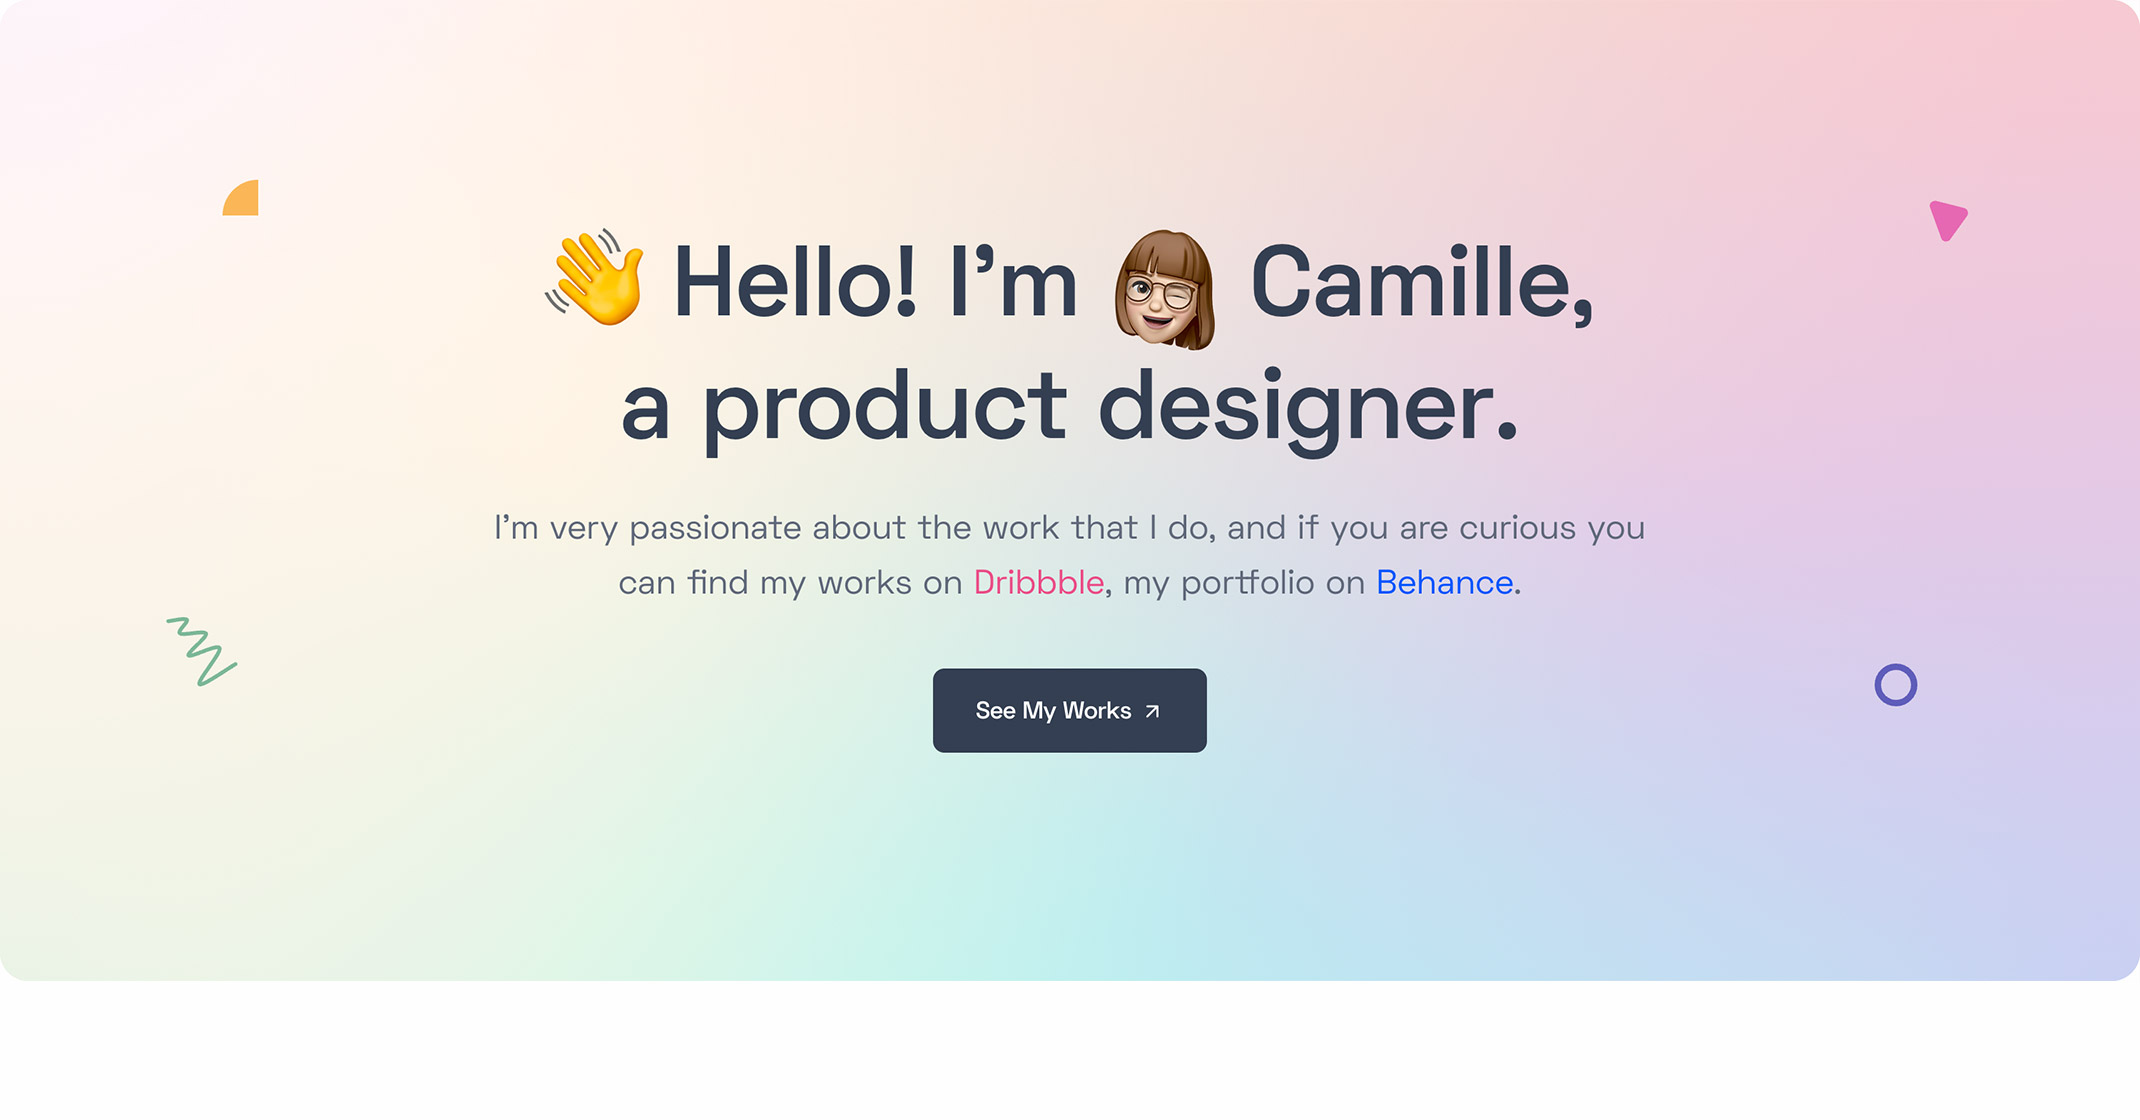 Hello! I’m Camille,
a product designer.
I’m very passionate about the work that I do, and if you are curious you
can find my works on Dribbble, my portfolio on Behance.
See My Works